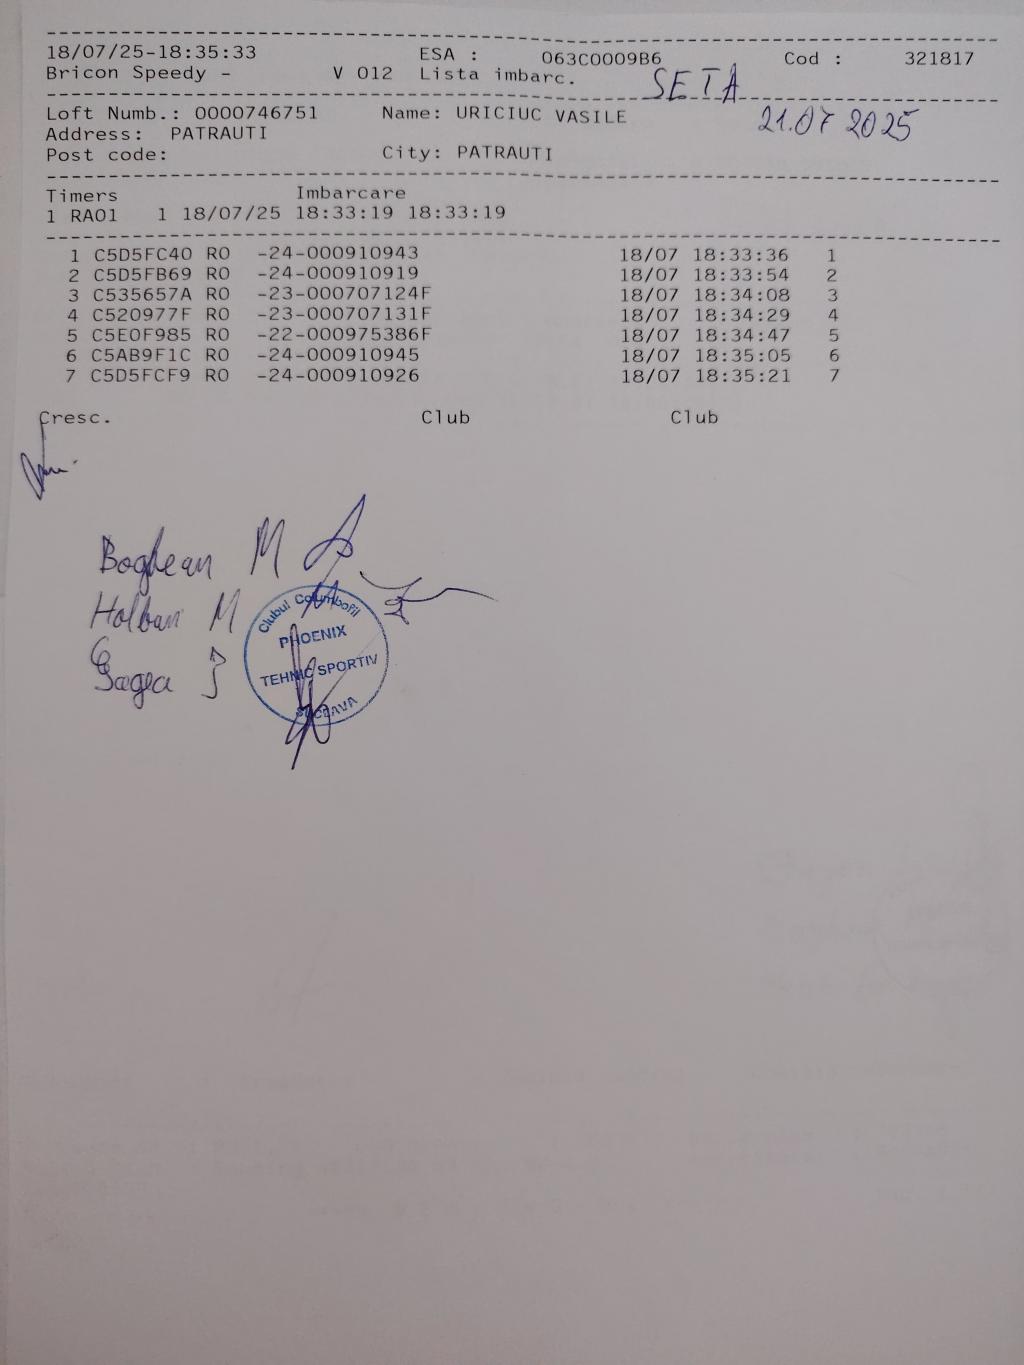 18/07/25-18:35:33 ESA : 063C0009B6 Cod : 321817
Bricon Speedy - V 012 Lista imbarc.
SETA
Loft Numb.: 0000746751 Name: URICIUC VASILE
21.07 2025
Address: PATRAUTI
Post code: City: PATRAUTI
Timers Imbarcare
1 RA01 1 18/07/25 18:33:19 18:33:19
1 C5D5FC40 RO -24-000910943 18/07 18:33:36 1
2 C5D5FB69 RO -24-000910919 18/07 18:33:54 2
3 C535657A RO -23-000707124F 18/07 18:34:08 3
4 C520977F RO -23-000707131F 18/07 18:34:29 4
5 C5E0F985 RO -22-000975386F 18/07 18:34:47 5
6 C5AB9F1C RO -24-000910945 18/07 18:35:05 6
7 C5D5FCF9 RO -24-000910926 18/07 18:35:21 7
Cresc. Club Club
Boghean M
Holban M
Gagea J
Clubul Columbofil
PHOENIX
TEHNIC SPORTIV
SUCEAVA